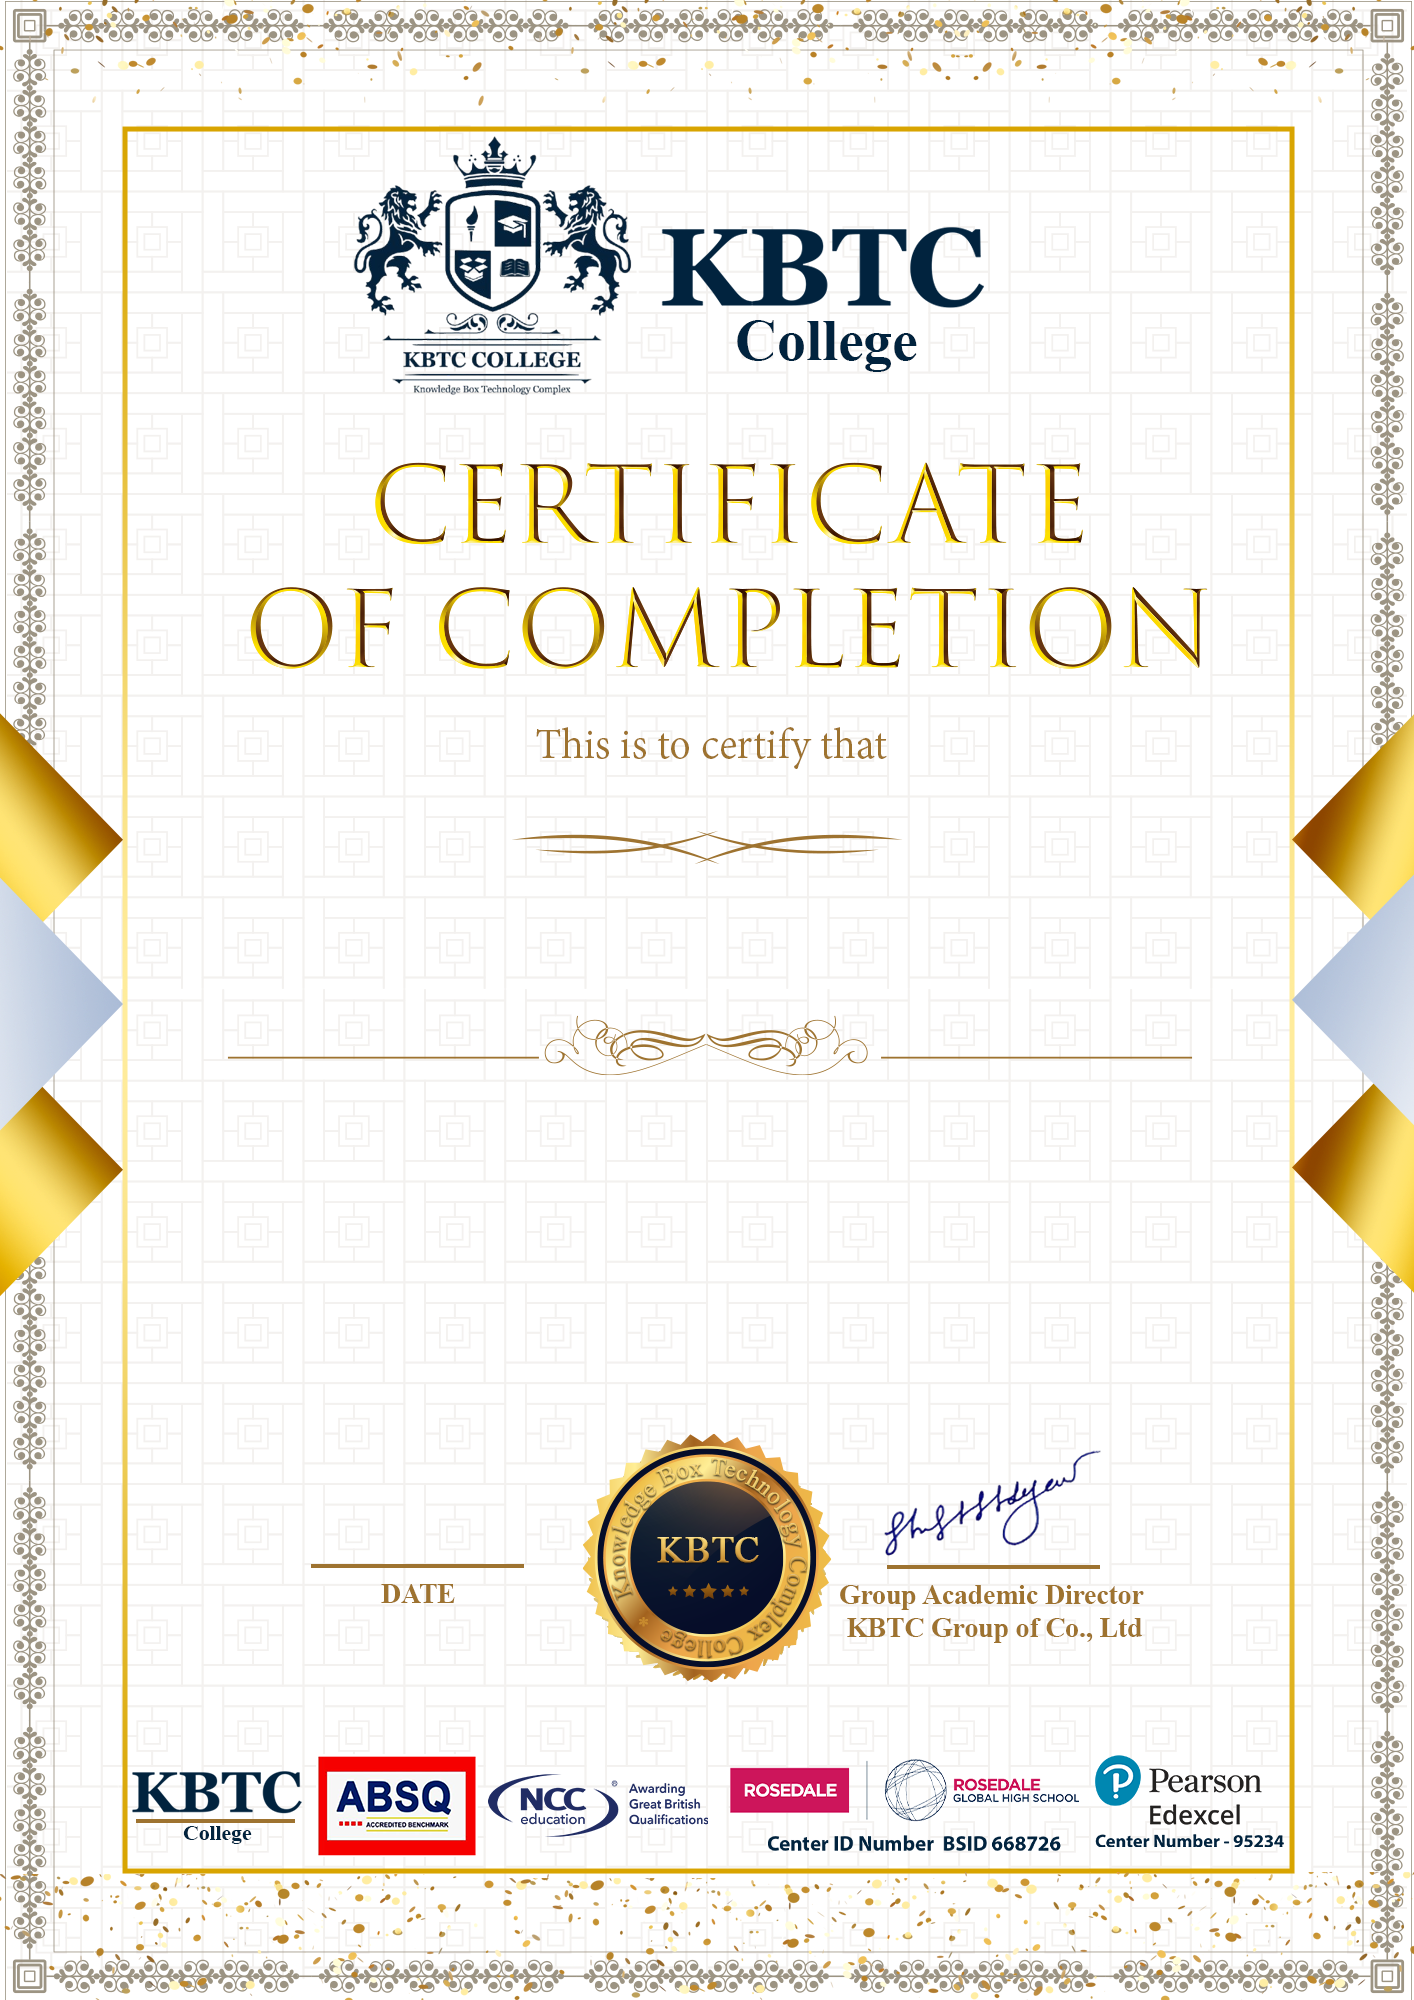 KBTC
College
KBTC COLLEGE
Knowledge Box Technology Complex
CERTIFICATE
OF COMPLETION
This is to certify that
Knowledge Box Technology Complex College
KBTC
DATE
Group Academic Director
KBTC Group of Co., Ltd
KBTC
College
ABSQ
ACCREDITED BENCHMARK
NCC
education
®
Awarding
Great British
Qualifications
ROSEDALE
ROSEDALE
GLOBAL HIGH SCHOOL
Center ID Number BSID 668726
Pearson
Edexcel
Center Number - 95234